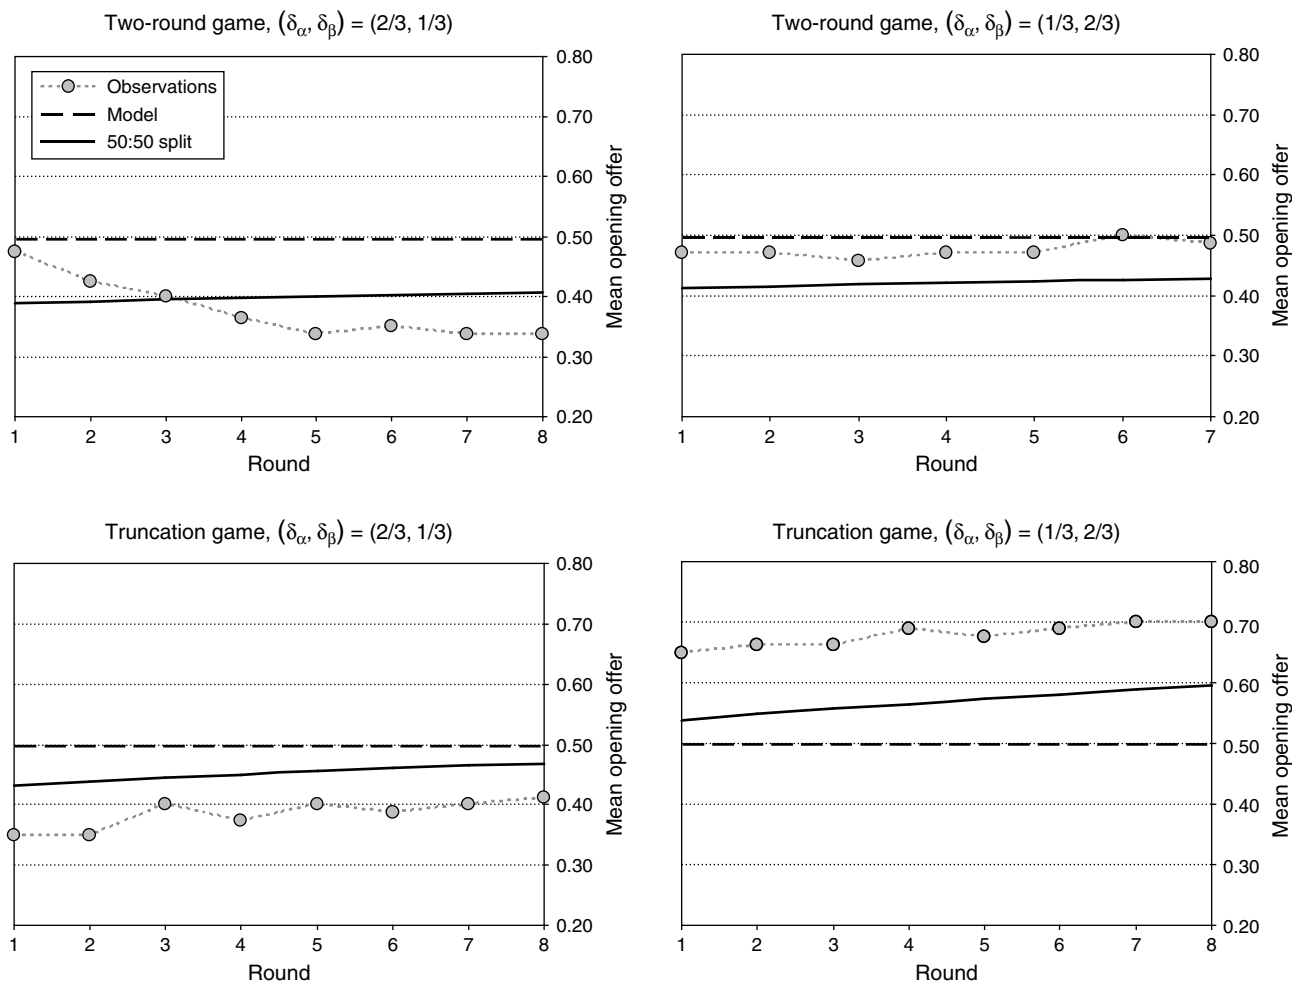 Two-round game, (δα, δβ) = (2/3, 1/3)
0.80
0.70
0.60
0.50
0.40
0.30
0.20
Mean opening offer
Observations
Model
50:50 split
1 2 3 4 5 6 7 8
Round
Two-round game, (δα, δβ) = (1/3, 2/3)
0.80
0.70
0.60
0.50
0.40
0.30
0.20
Mean opening offer
1 2 3 4 5 6 7
Round
Truncation game, (δα, δβ) = (2/3, 1/3)
0.80
0.70
0.60
0.50
0.40
0.30
0.20
Mean opening offer
1 2 3 4 5 6 7 8
Round
Truncation game, (δα, δβ) = (1/3, 2/3)
0.80
0.70
0.60
0.50
0.40
0.30
0.20
Mean opening offer
1 2 3 4 5 6 7 8
Round